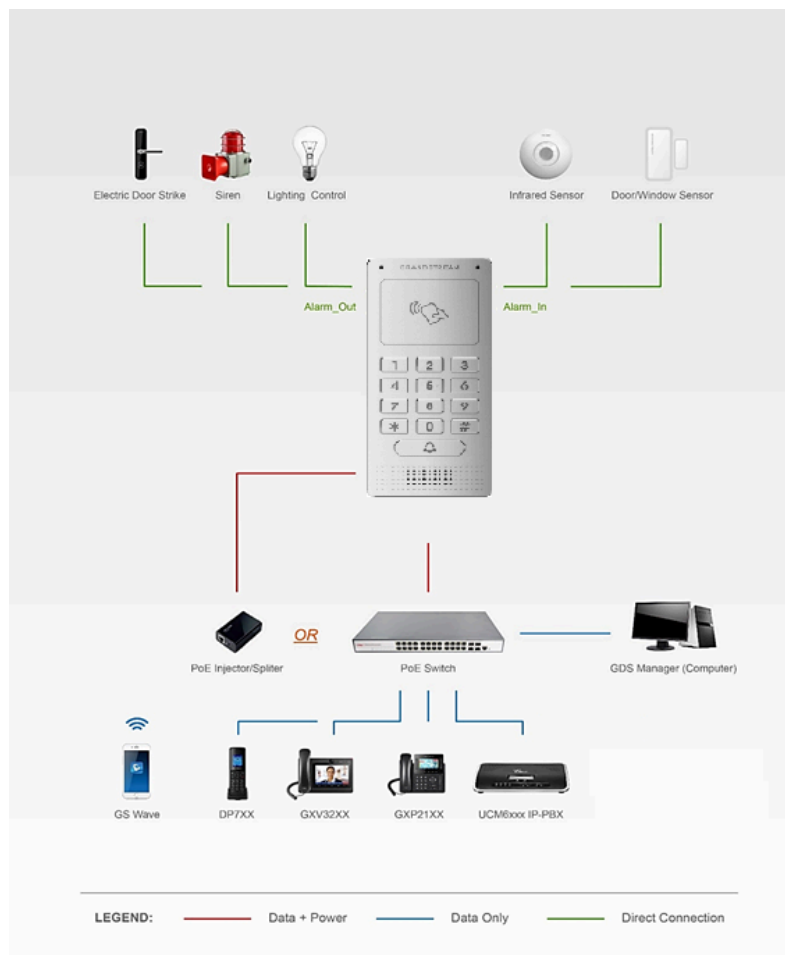 Electric Door Strike
Siren
Lighting Control
Infrared Sensor
Door/Window Sensor
GRANDSTREAM
Alarm_Out
Alarm_In
1 2 3
4 5 6
7 8 9
* 0 #
PoE Injector/Spliter
OR
PoE Switch
GDS Manager (Computer)
GS Wave
DP7XX
GXV32XX
GXP21XX
UCM6xxx IP-PBX
LEGEND: Data + Power Data Only Direct Connection